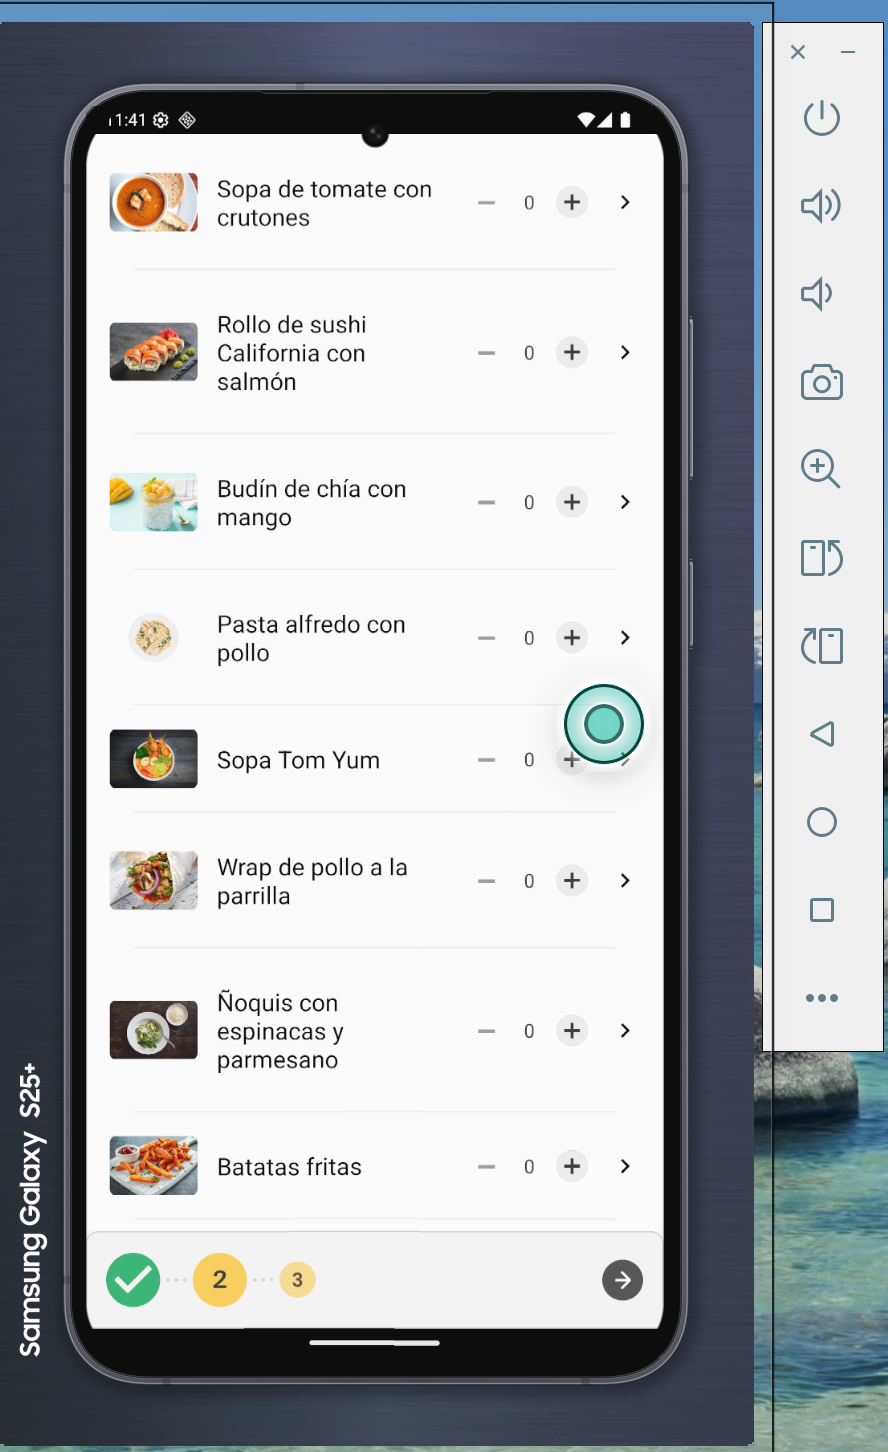 11:41
Sopa de tomate con
crutones
0
Rollo de sushi
California con
salmón
0
Budín de chía con
mango
0
Pasta alfredo con
pollo
0
Sopa Tom Yum
0
Wrap de pollo a la
parrilla
0
Ñoquis con
espinacas y
parmesano
0
Batatas fritas
0
2
3
Samsung Galaxy S25+